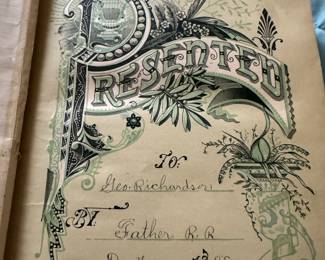 PRESENTED
TO:
Geo. Richardson
BY
Father R. R